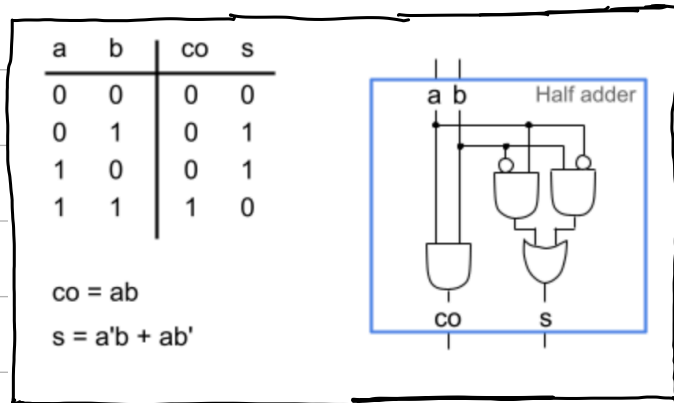 a b co s
0 0 0 0
0 1 0 1
1 0 0 1
1 1 1 0
co = ab
s = a'b + ab'
Half adder
a b
co s